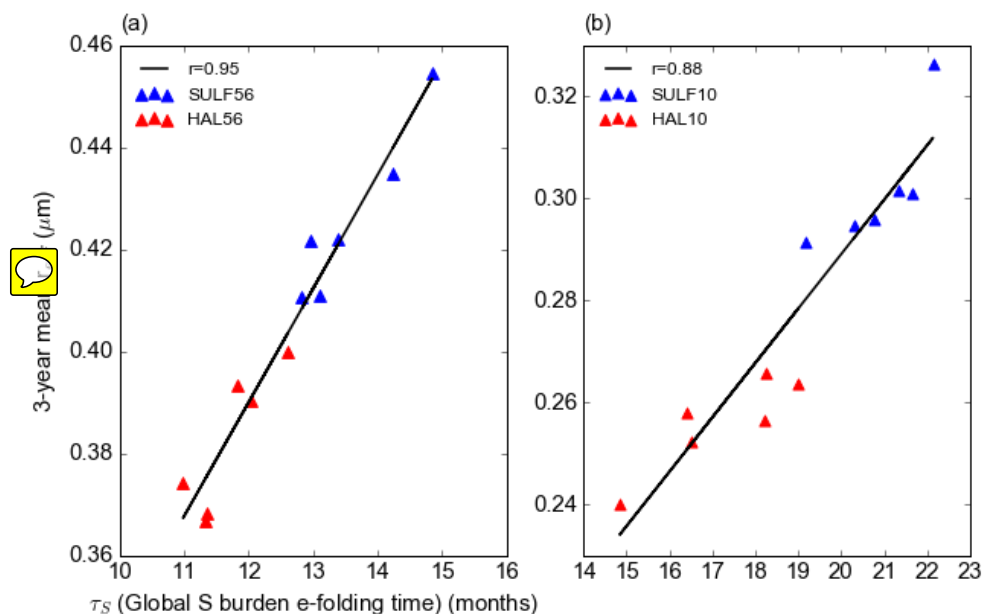 (a)
(b)
0.46
0.44
0.42
0.40
0.38
0.36
r=0.95
SULF56
HAL56
10 11 12 13 14 15 16
0.32
0.30
0.28
0.26
0.24
r=0.88
SULF10
HAL10
14 15 16 17 18 19 20 21 22 23
3-year mean (μm)
τS (Global S burden e-folding time) (months)